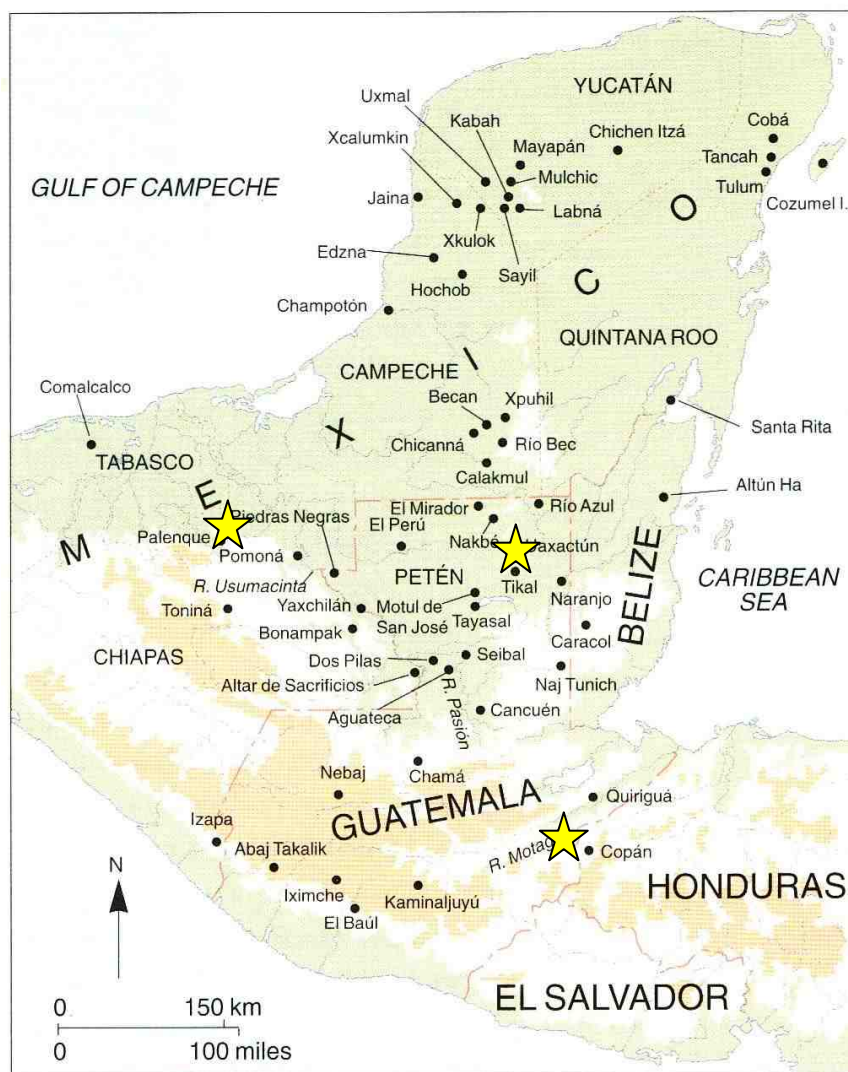 YUCATÁN
Uxmal
Kabah
Cobá
Xcalumkin
Chichen Itzá
Mayapán
Tancah
GULF OF CAMPECHE
Mulchic
Tulum
Jaina
Labná
Cozumel I.
O
Xkulok
Edzna
Sayil
C
Hochob
Champotón
QUINTANA ROO
I
CAMPECHE
Comalcalco
Becan
Xpuhil
Santa Rita
X
Chicanná
Río Bec
TABASCO
Calakmul
Altún Ha
E
El Mirador
Río Azul
Piedras Negras
El Perú
M
Palenque
Nakbé
Uaxactún
Pomoná
PETÉN
CARIBBEAN
SEA
R. Usumacinta
Tikal
BELIZE
Naranjo
Toniná
Yaxchilán
Motul de
San José
Tayasal
Bonampak
Caracol
CHIAPAS
Dos Pilas
Seibal
Altar de Sacrificios
Naj Tunich
R. Pasión
Aguateca
Cancuén
Chamá
Nebaj
GUATEMALA
Quiriguá
Izapa
R. Motag
Copán
Abaj Takalik
N
Iximche
Kaminaljuyú
HONDURAS
El Baúl
EL SALVADOR
0 150 km
0 100 miles